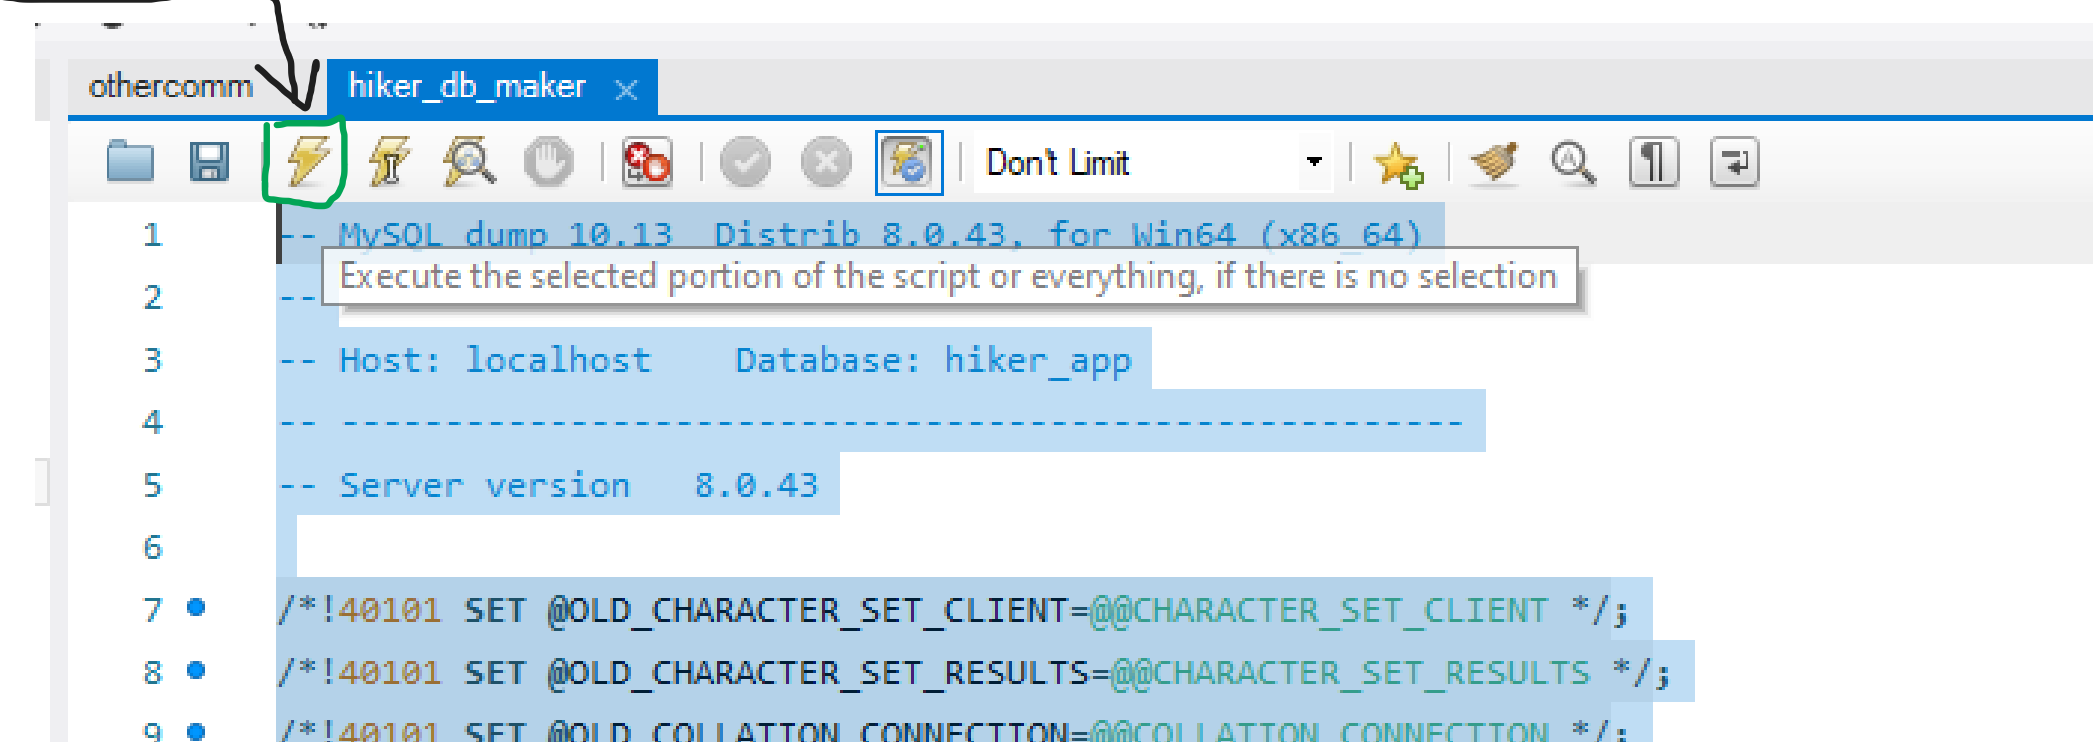 othercomm hiker_db_maker ×
Don't Limit
1 -- MySQL dump 10.13  Distrib 8.0.43, for Win64 (x86_64)
Execute the selected portion of the script or everything, if there is no selection
2 --
3 -- Host: localhost    Database: hiker_app
4 -- ------------------------------------------------------
5 -- Server version   8.0.43
6
7 /*!40101 SET @OLD_CHARACTER_SET_CLIENT=@@CHARACTER_SET_CLIENT */;
8 /*!40101 SET @OLD_CHARACTER_SET_RESULTS=@@CHARACTER_SET_RESULTS */;
9 /*!40101 SET @OLD_COLLATION_CONNECTION=@@COLLATION_CONNECTION */;